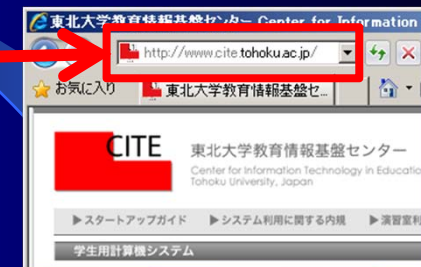 東北大学教育情報基盤センター Center for Information
http://www.cite.tohoku.ac.jp/
お気に入り 東北大学教育情報基盤セ...
CITE 東北大学教育情報基盤センター
Center for Information Technology in Educatio
Tohoku University, Japan
▶スタートアップガイド ▶システム利用に関する内規 ▶演習室利
学生用計算機システム